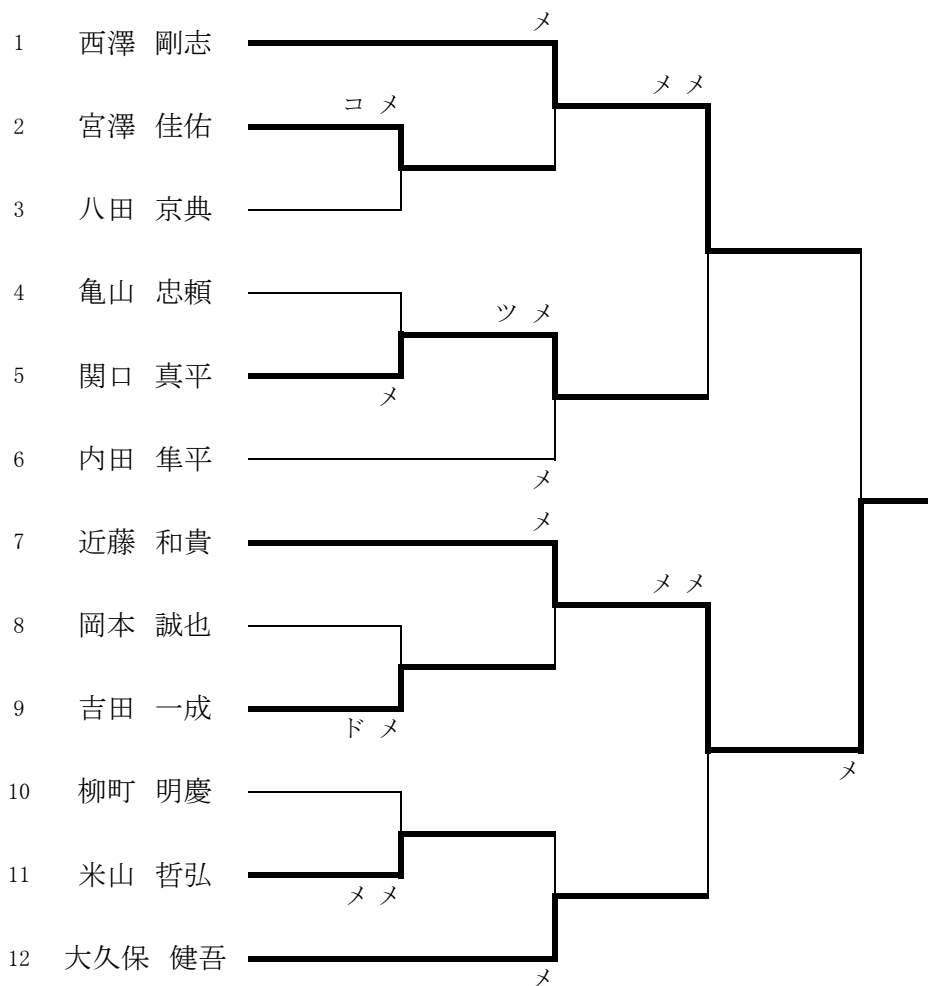 メ
1 西澤 剛志
メ メ
コ メ
2 宮澤 佳佑
3 八田 京典
4 亀山 忠頼
ツ メ
5 関口 真平
メ
6 内田 隼平
メ
メ
7 近藤 和貴
メ メ
8 岡本 誠也
9 吉田 一成
ド メ
メ
10 柳町 明慶
11 米山 哲弘
メ メ
12 大久保 健吾
メ